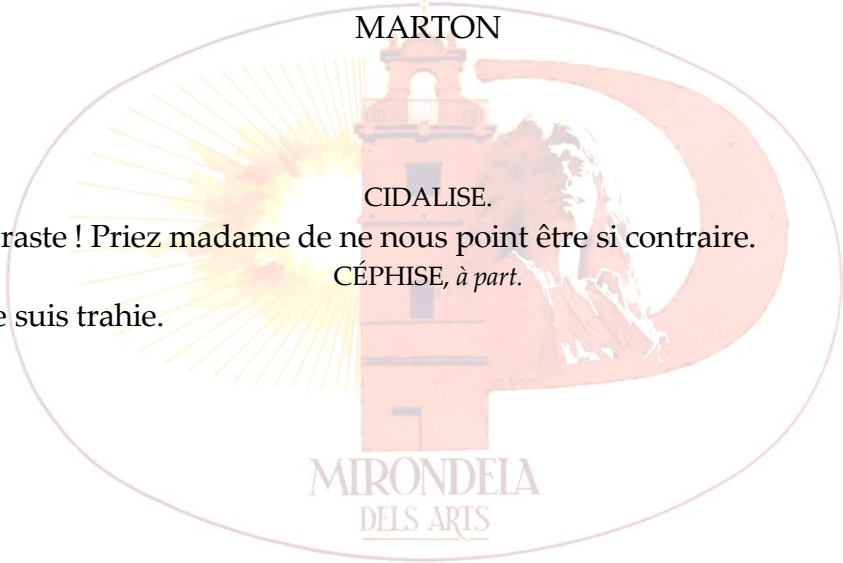 MARTON
CIDALISE.
raste ! Priez madame de ne nous point être si contraire.
CÉPHISE, à part.
suis trahie.
MIRONDELA
DELS ARTS